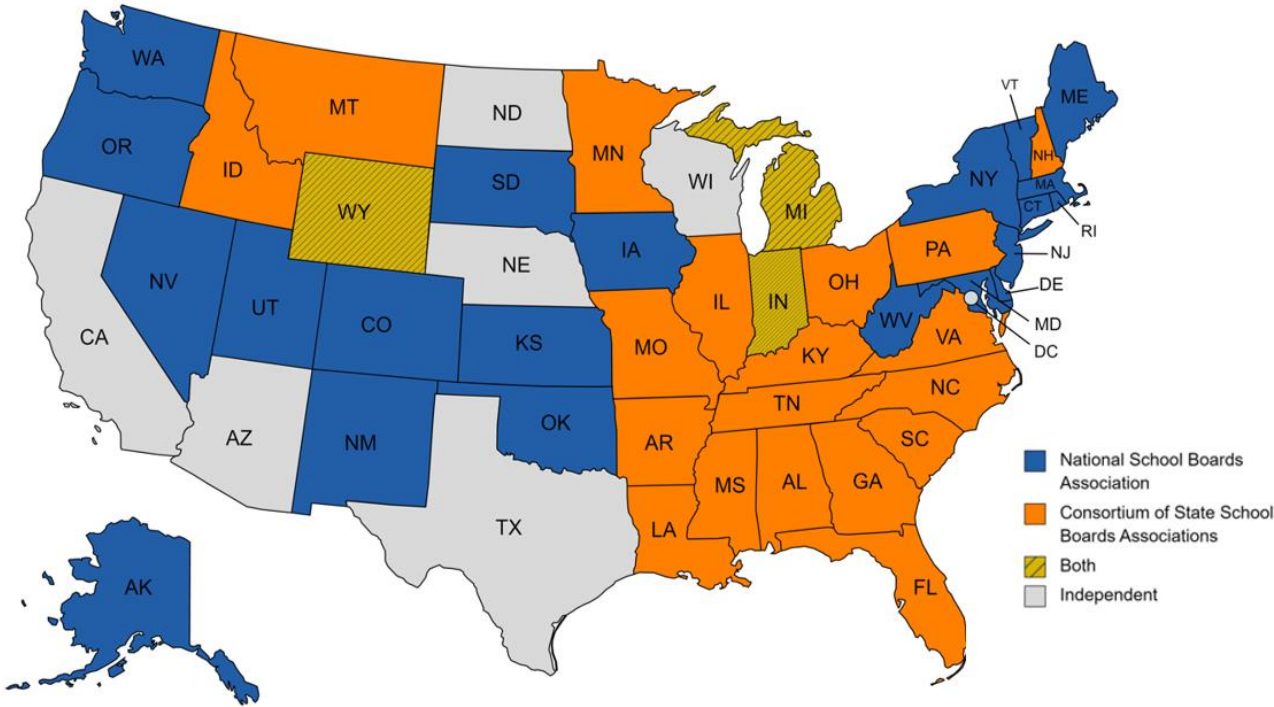 WA
MT
ND
VT
ME
OR
ID
MN
NH
SD
WI
NY
MA
WY
MI
CT
RI
IA
PA
NJ
NE
OH
NV
IL
IN
DE
UT
CO
WV
MD
CA
KS
MO
VA
DC
KY
NC
TN
AZ
NM
OK
AR
SC
MS
AL
GA
National School Boards
Association
TX
LA
Consortium of State School
Boards Associations
AK
FL
Both
Independent